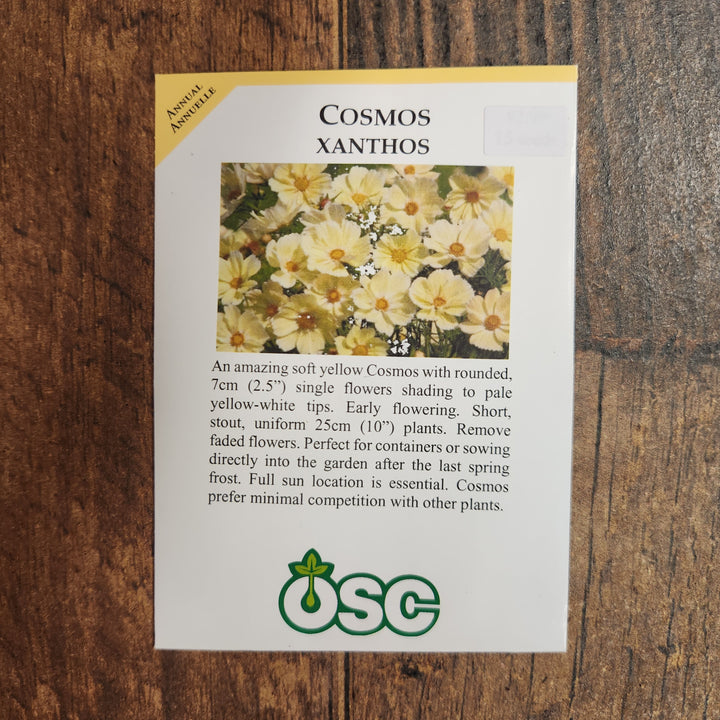 ANNUAL
ANNUELLE
COSMOS
XANTHOS
An amazing soft yellow Cosmos with rounded,
7cm (2.5”) single flowers shading to pale
yellow-white tips. Early flowering. Short,
stout, uniform 25cm (10”) plants. Remove
faded flowers. Perfect for containers or sowing
directly into the garden after the last spring
frost. Full sun location is essential. Cosmos
prefer minimal competition with other plants.
OSC